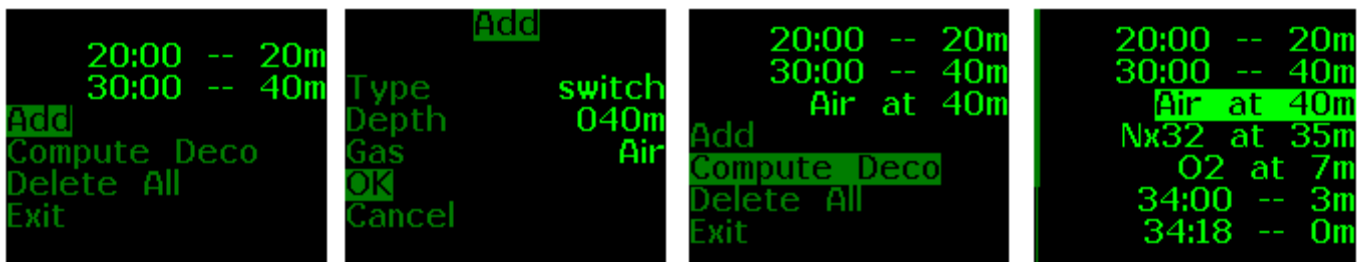 20:00 -- 20m
30:00 -- 40m
Add
Compute Deco
Delete All
Exit
Add
Type switch
Depth 040m
Gas Air
OK
Cancel
20:00 -- 20m
30:00 -- 40m
Air at 40m
Add
Compute Deco
Delete All
Exit
20:00 -- 20m
30:00 -- 40m
Air at 40m
Nx32 at 35m
O2 at 7m
34:00 -- 3m
34:18 -- 0m